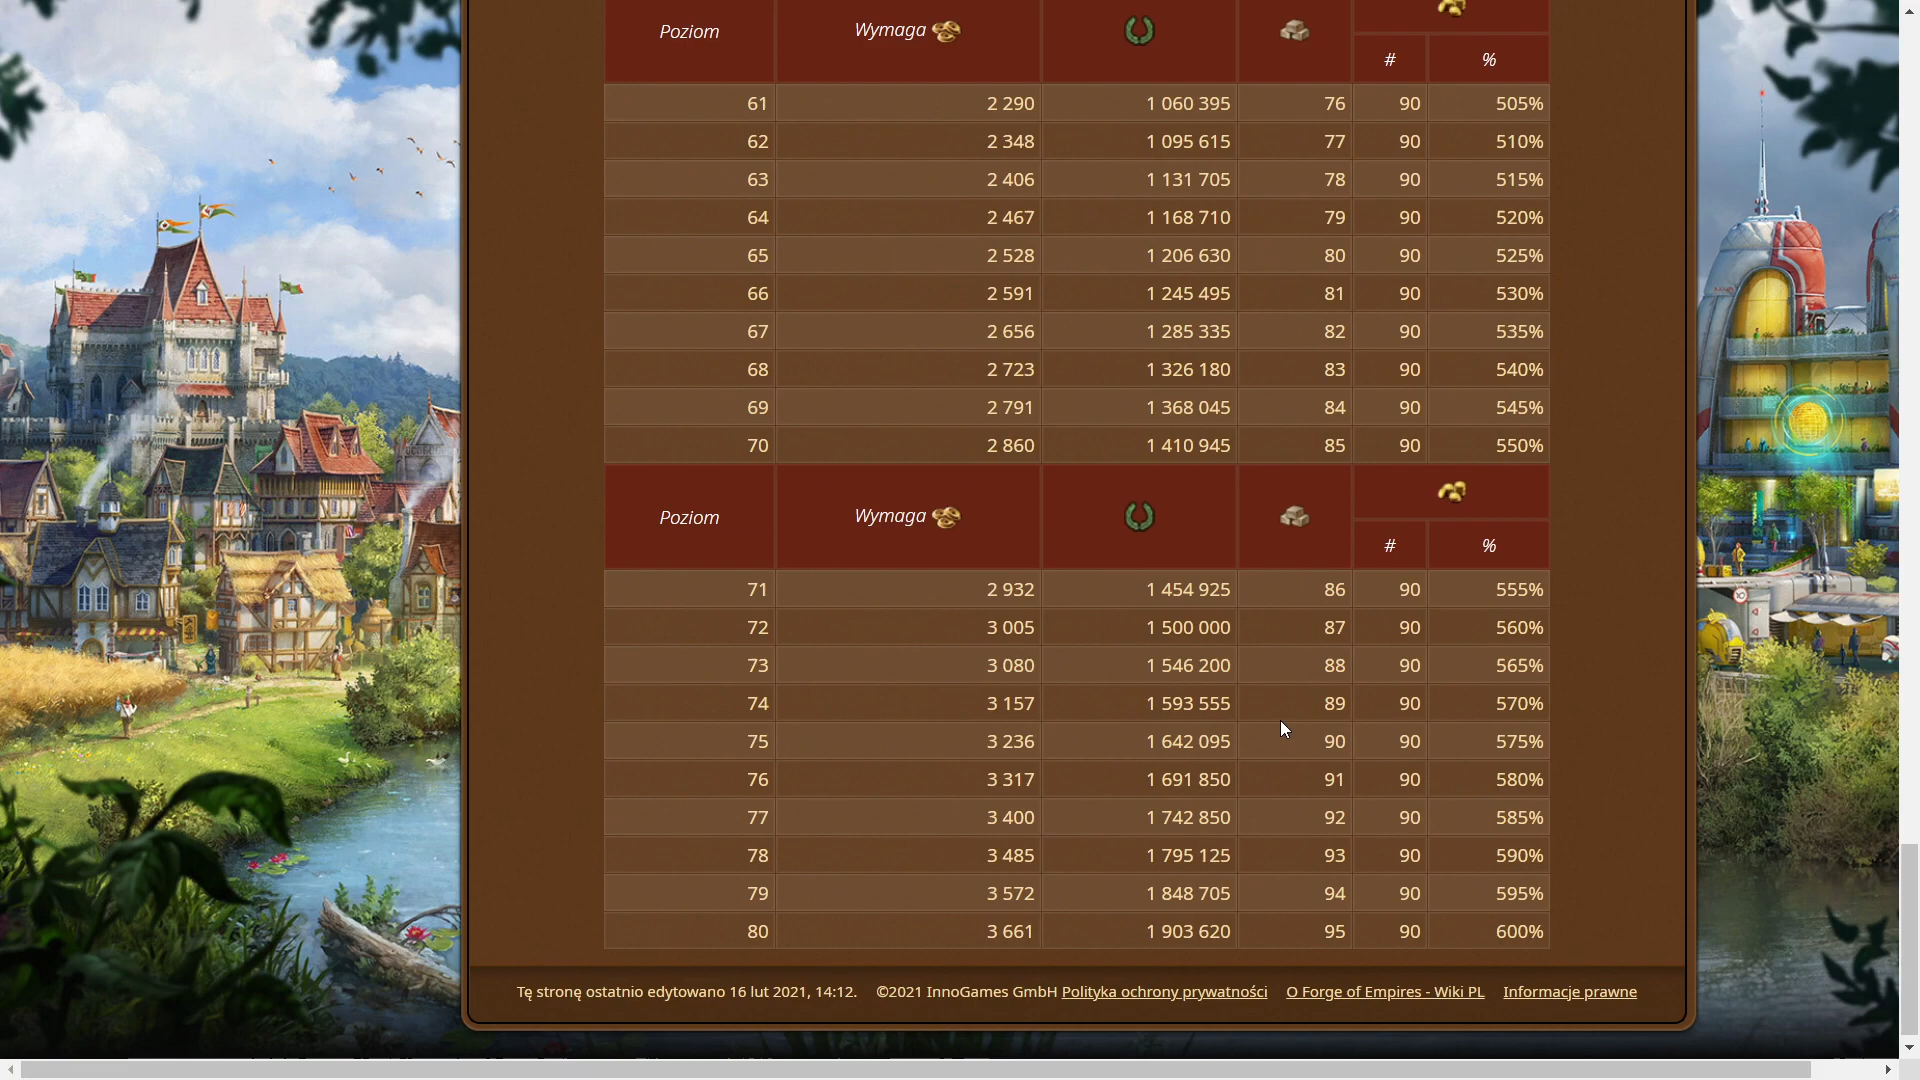 Poziom Wymaga
# %
61 2 290 1 060 395 76 90 505%
62 2 348 1 095 615 77 90 510%
63 2 406 1 131 705 78 90 515%
64 2 467 1 168 710 79 90 520%
65 2 528 1 206 630 80 90 525%
66 2 591 1 245 495 81 90 530%
67 2 656 1 285 335 82 90 535%
68 2 723 1 326 180 83 90 540%
69 2 791 1 368 045 84 90 545%
70 2 860 1 410 945 85 90 550%
Poziom Wymaga
# %
71 2 932 1 454 925 86 90 555%
72 3 005 1 500 000 87 90 560%
73 3 080 1 546 200 88 90 565%
74 3 157 1 593 555 89 90 570%
75 3 236 1 642 095 90 90 575%
76 3 317 1 691 850 91 90 580%
77 3 400 1 742 850 92 90 585%
78 3 485 1 795 125 93 90 590%
79 3 572 1 848 705 94 90 595%
80 3 661 1 903 620 95 90 600%
Tę stronę ostatnio edytowano 16 lut 2021, 14:12. ©2021 InnoGames GmbH Polityka ochrony prywatności O Forge of Empires - Wiki PL Informacje prawne